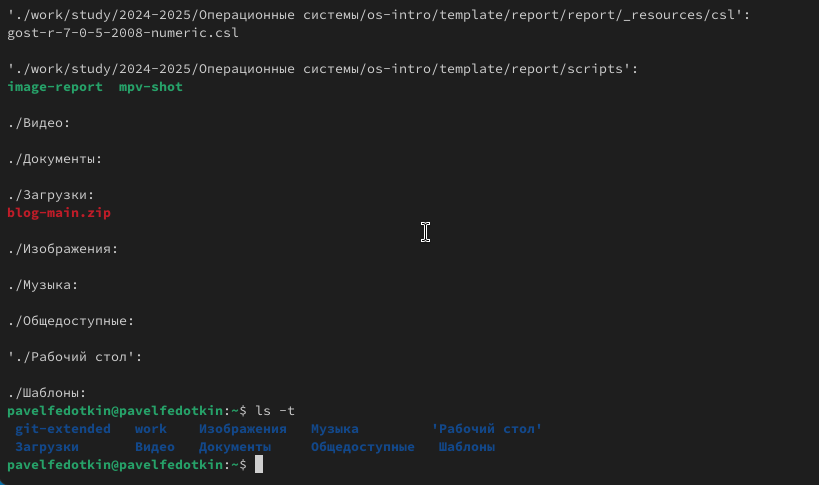 './work/study/2024-2025/Операционные системы/os-intro/template/report/report/_resources/csl':
gost-r-7-0-5-2008-numeric.csl
'./work/study/2024-2025/Операционные системы/os-intro/template/report/scripts':
image-report  mpv-shot
./Видео:
./Документы:
./Загрузки:
blog-main.zip
./Изображения:
./Музыка:
./Общедоступные:
'./Рабочий стол':
./Шаблоны:
pavelfedotkin@pavelfedotkin:~$ ls -t
git-extended   work    Изображения   Музыка         'Рабочий стол'
Загрузки       Видео   Документы     Общедоступные   Шаблоны
pavelfedotkin@pavelfedotkin:~$